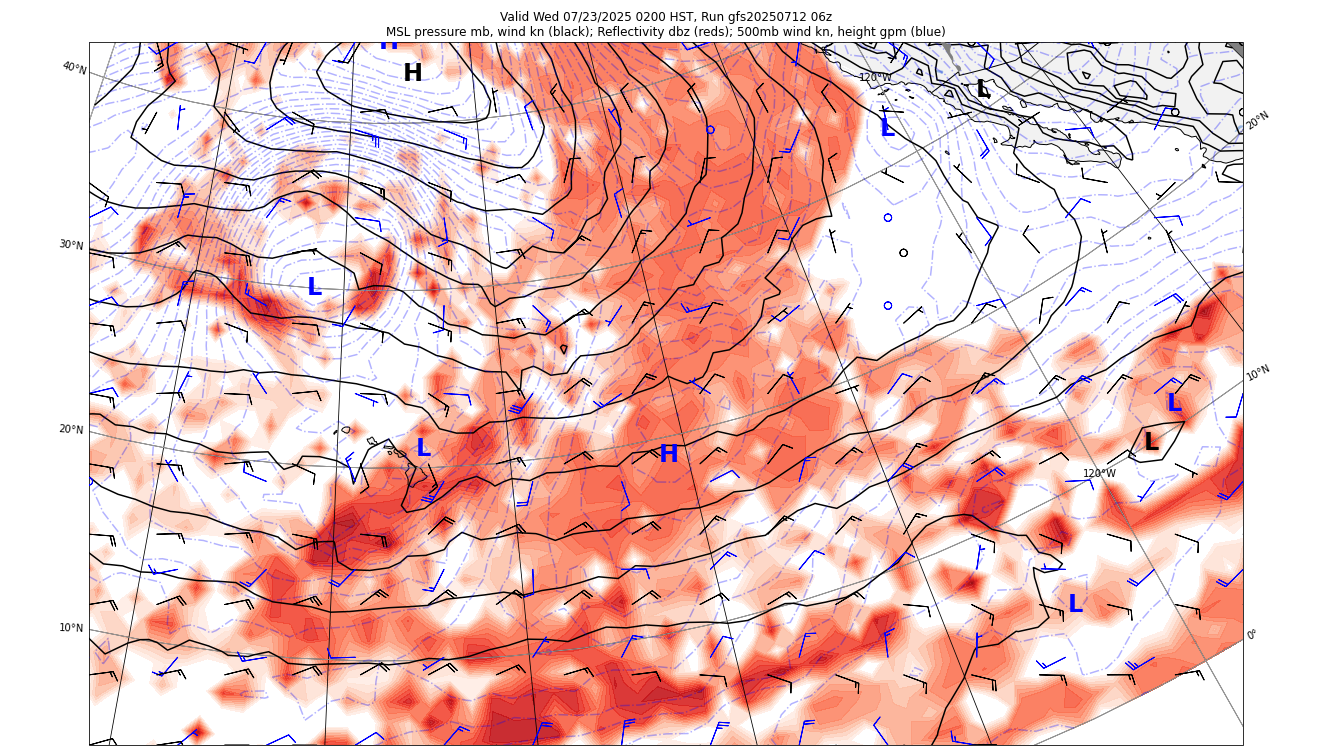 Valid Wed 07/23/2025 0200 HST, Run gfs20250712 06z
MSL pressure mb, wind kn (black); Reflectivity dbz (reds); 500mb wind kn, height gpm (blue)
H
H
40°N
120°W
L
L
20°N
30°N
L
10°N
L
20°N
L
H
L
120°W
L
10°N
0°